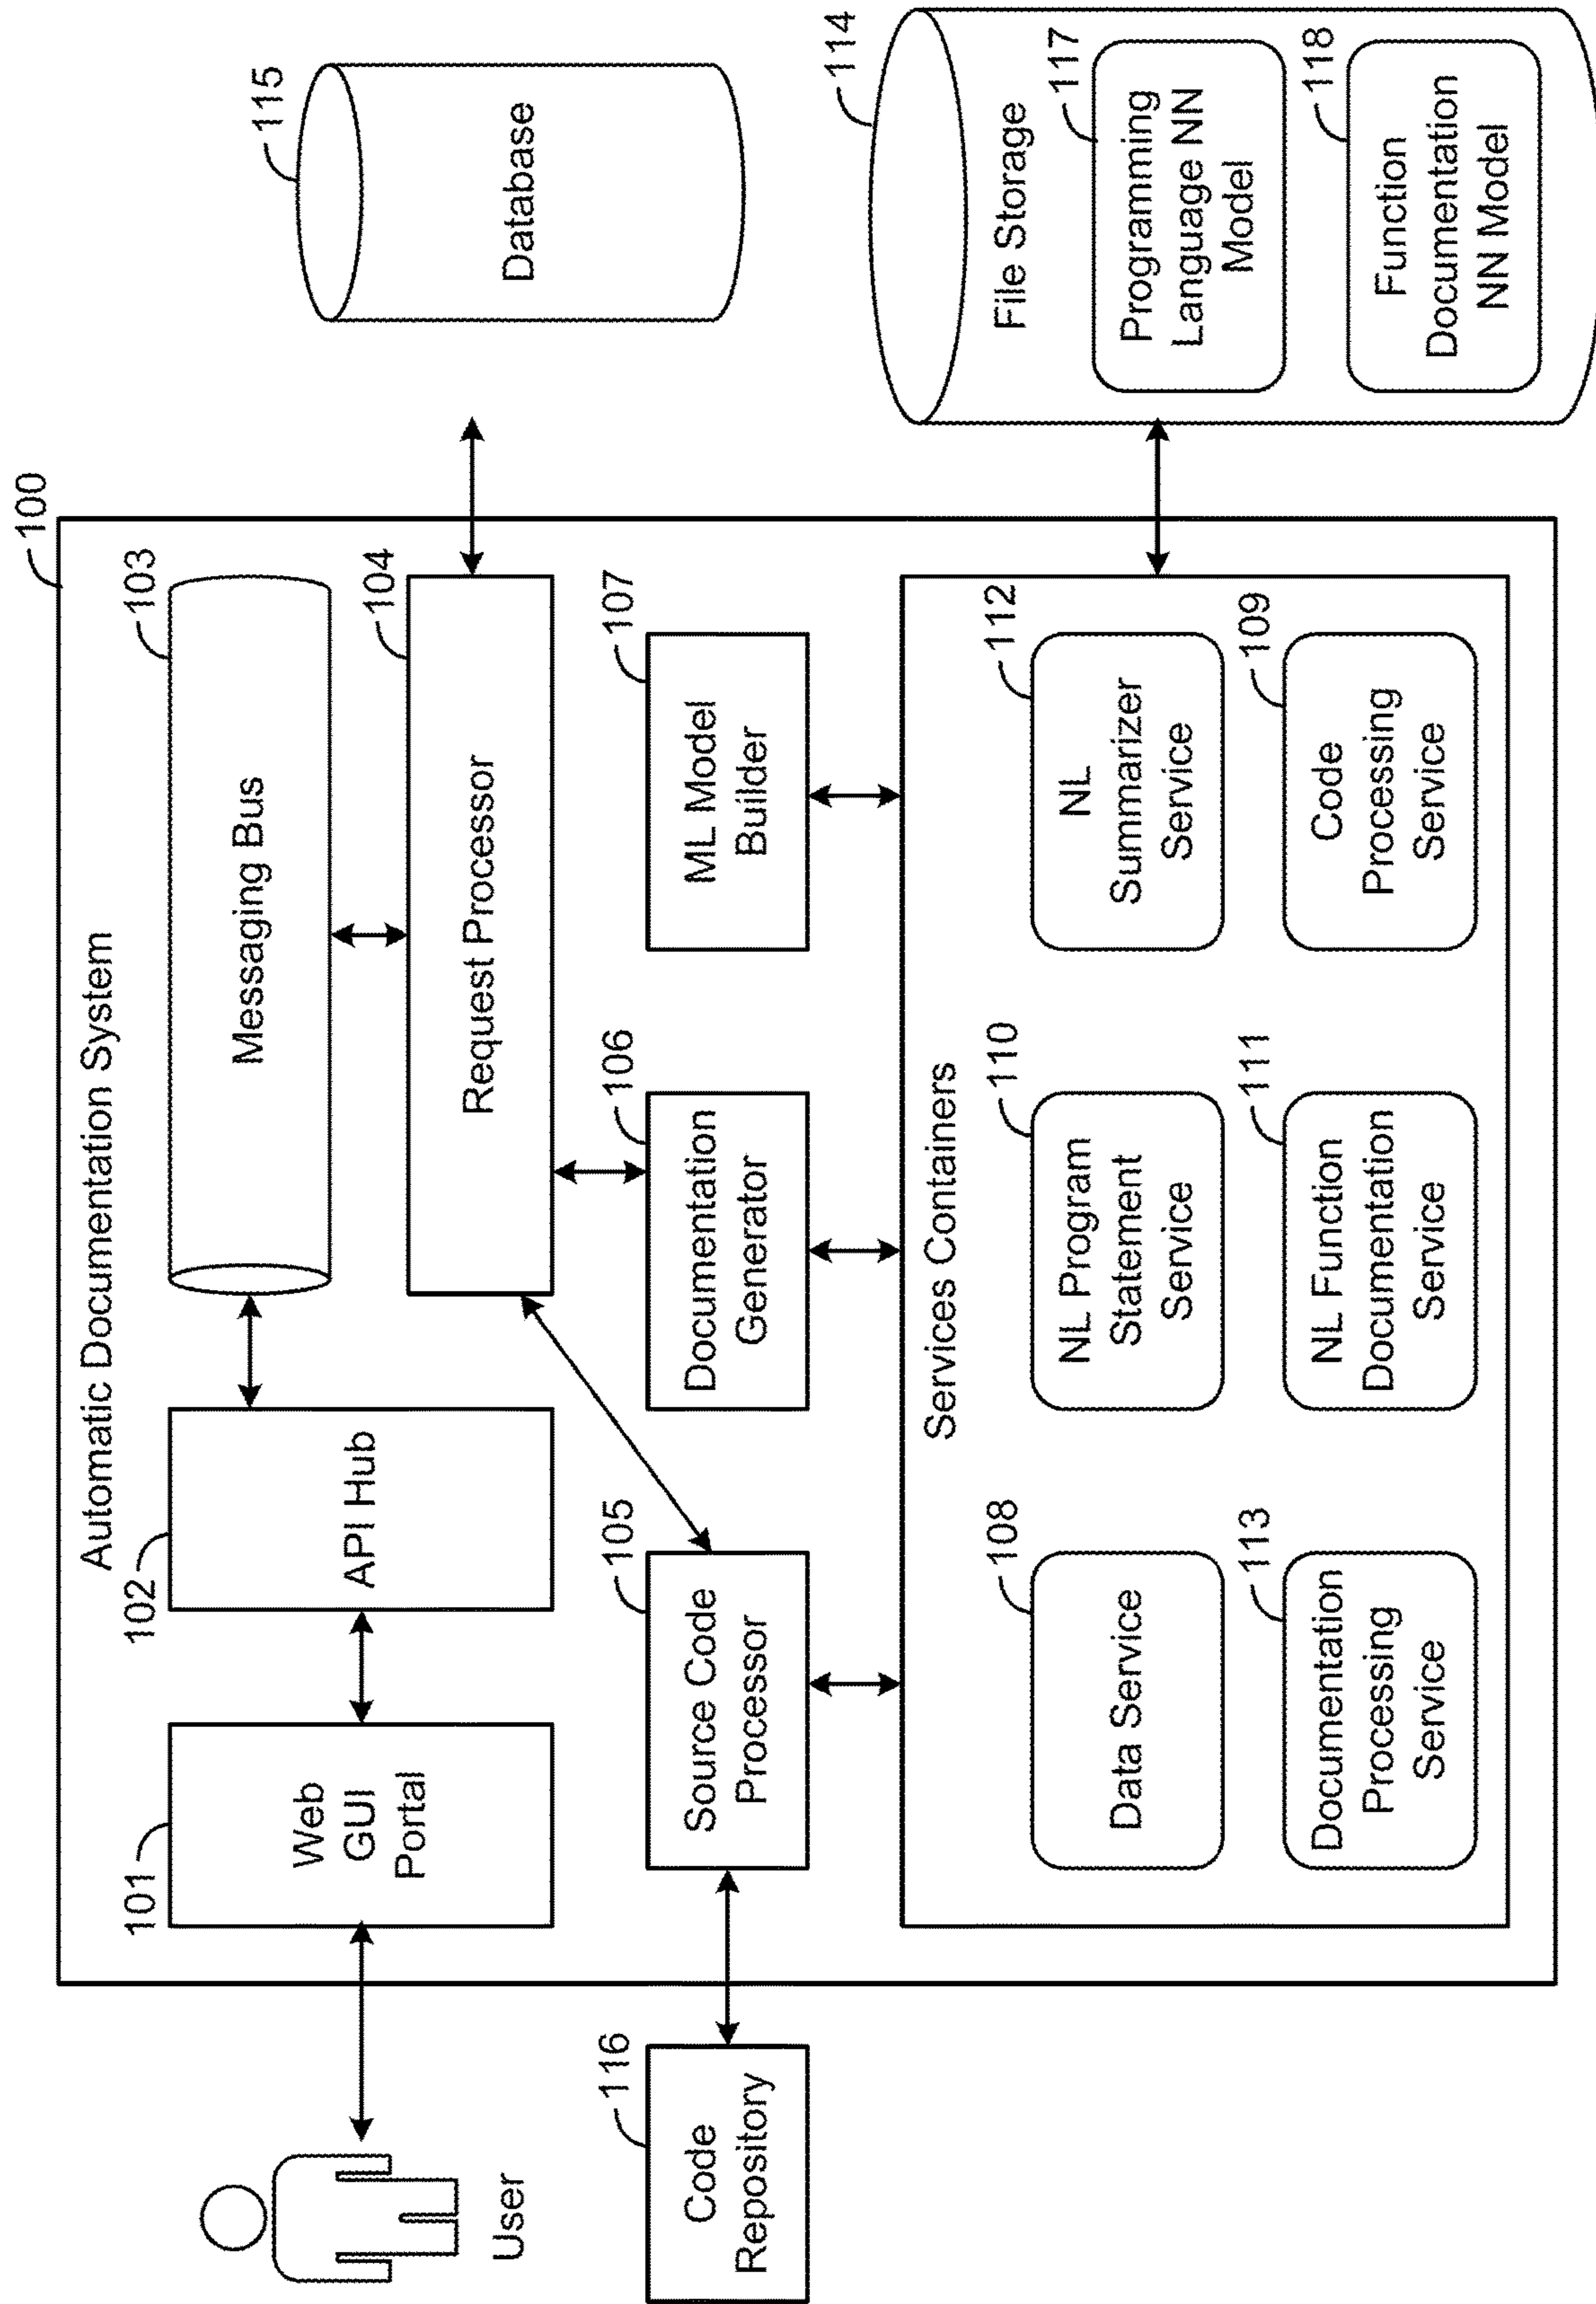 Automatic Documentation System
100
User
101
Web
GUI
Portal
102
API Hub
103
Messaging Bus
104
Request Processor
115
Database
116
Code
Repository
105
Source Code
Processor
106
Documentation
Generator
107
ML Model
Builder
Services Containers
108
Data Service
110
NL Program
Statement
Service
112
NL
Summarizer
Service
113
Documentation
Processing
Service
111
NL Function
Documentation
Service
109
Code
Processing
Service
114
File Storage
117
Programming
Language NN
Model
118
Function
Documentation
NN Model